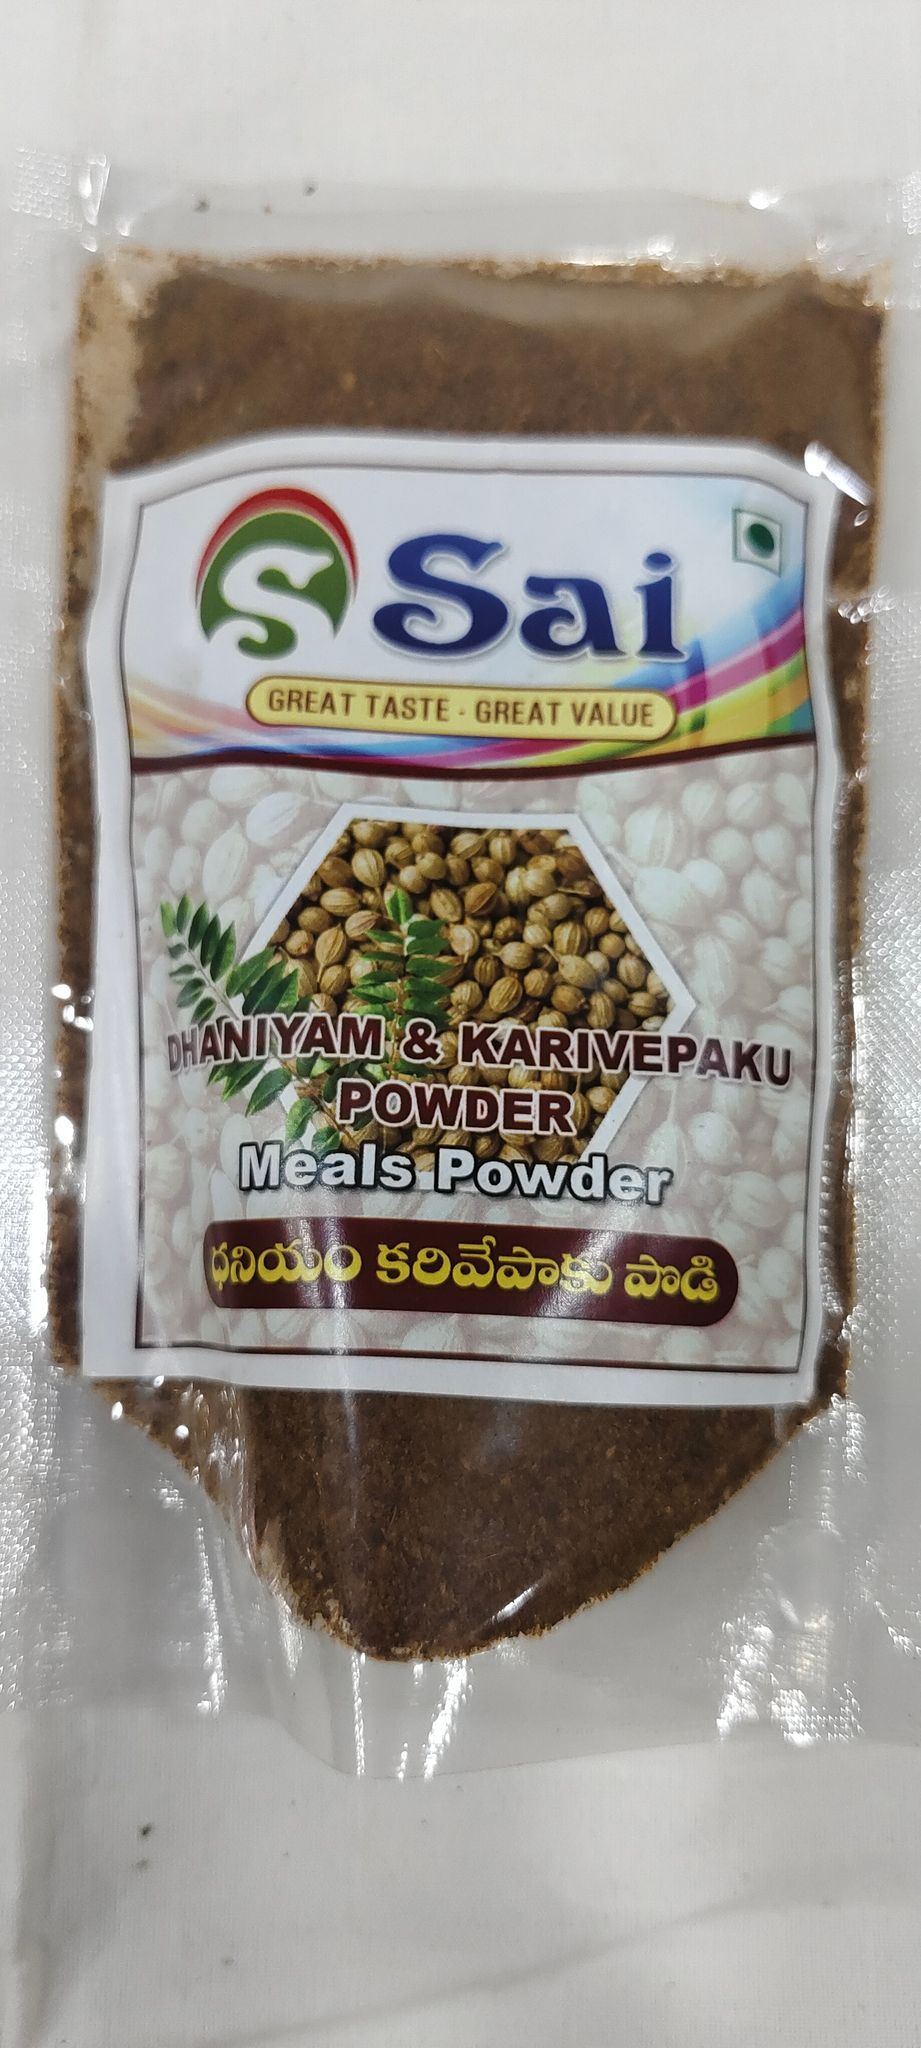 S Sai
GREAT TASTE - GREAT VALUE
DHANIYAM & KARIVEPAKU
POWDER
Meals Powder
ధనియం కరివేపాకు పొడి